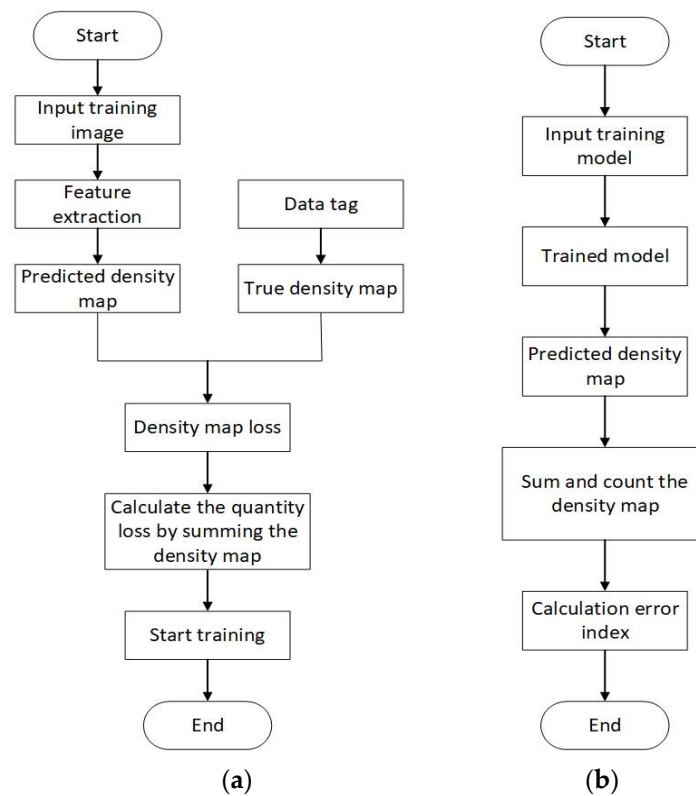 Start
Input training
image
Feature
extraction
Predicted density
map
Data tag
True density map
Density map loss
Calculate the quantity
loss by summing the
density map
Start training
End
(a)
Start
Input training
model
Trained model
Predicted density
map
Sum and count the
density map
Calculation error
index
End
(b)